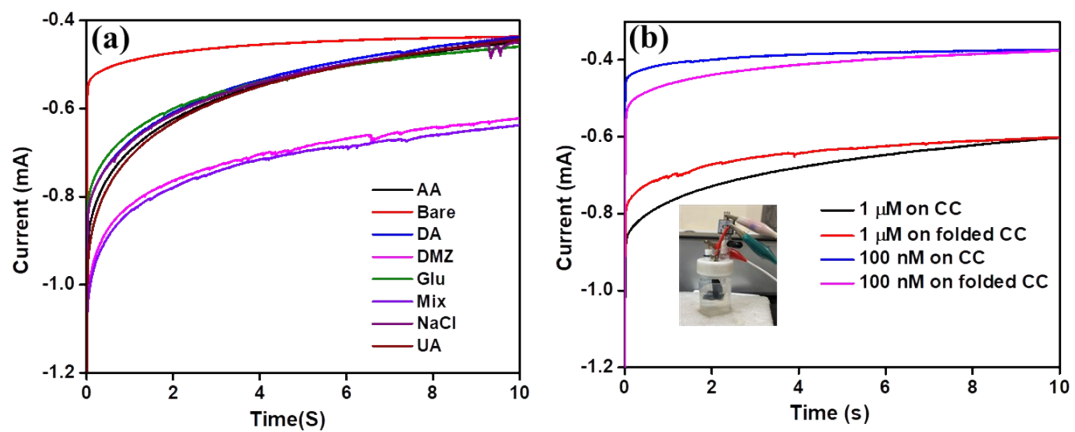 (a)
Current (mA)
-0.4
-0.6
-0.8
-1.0
-1.2
AA
Bare
DA
DMZ
Glu
Mix
NaCl
UA
0 2 4 6 8 10
Time(S)
(b)
Current (mA)
-0.4
-0.6
-0.8
-1.0
-1.2
1 μM on CC
1 μM on folded CC
100 nM on CC
100 nM on folded CC
0 2 4 6 8 10
Time (s)